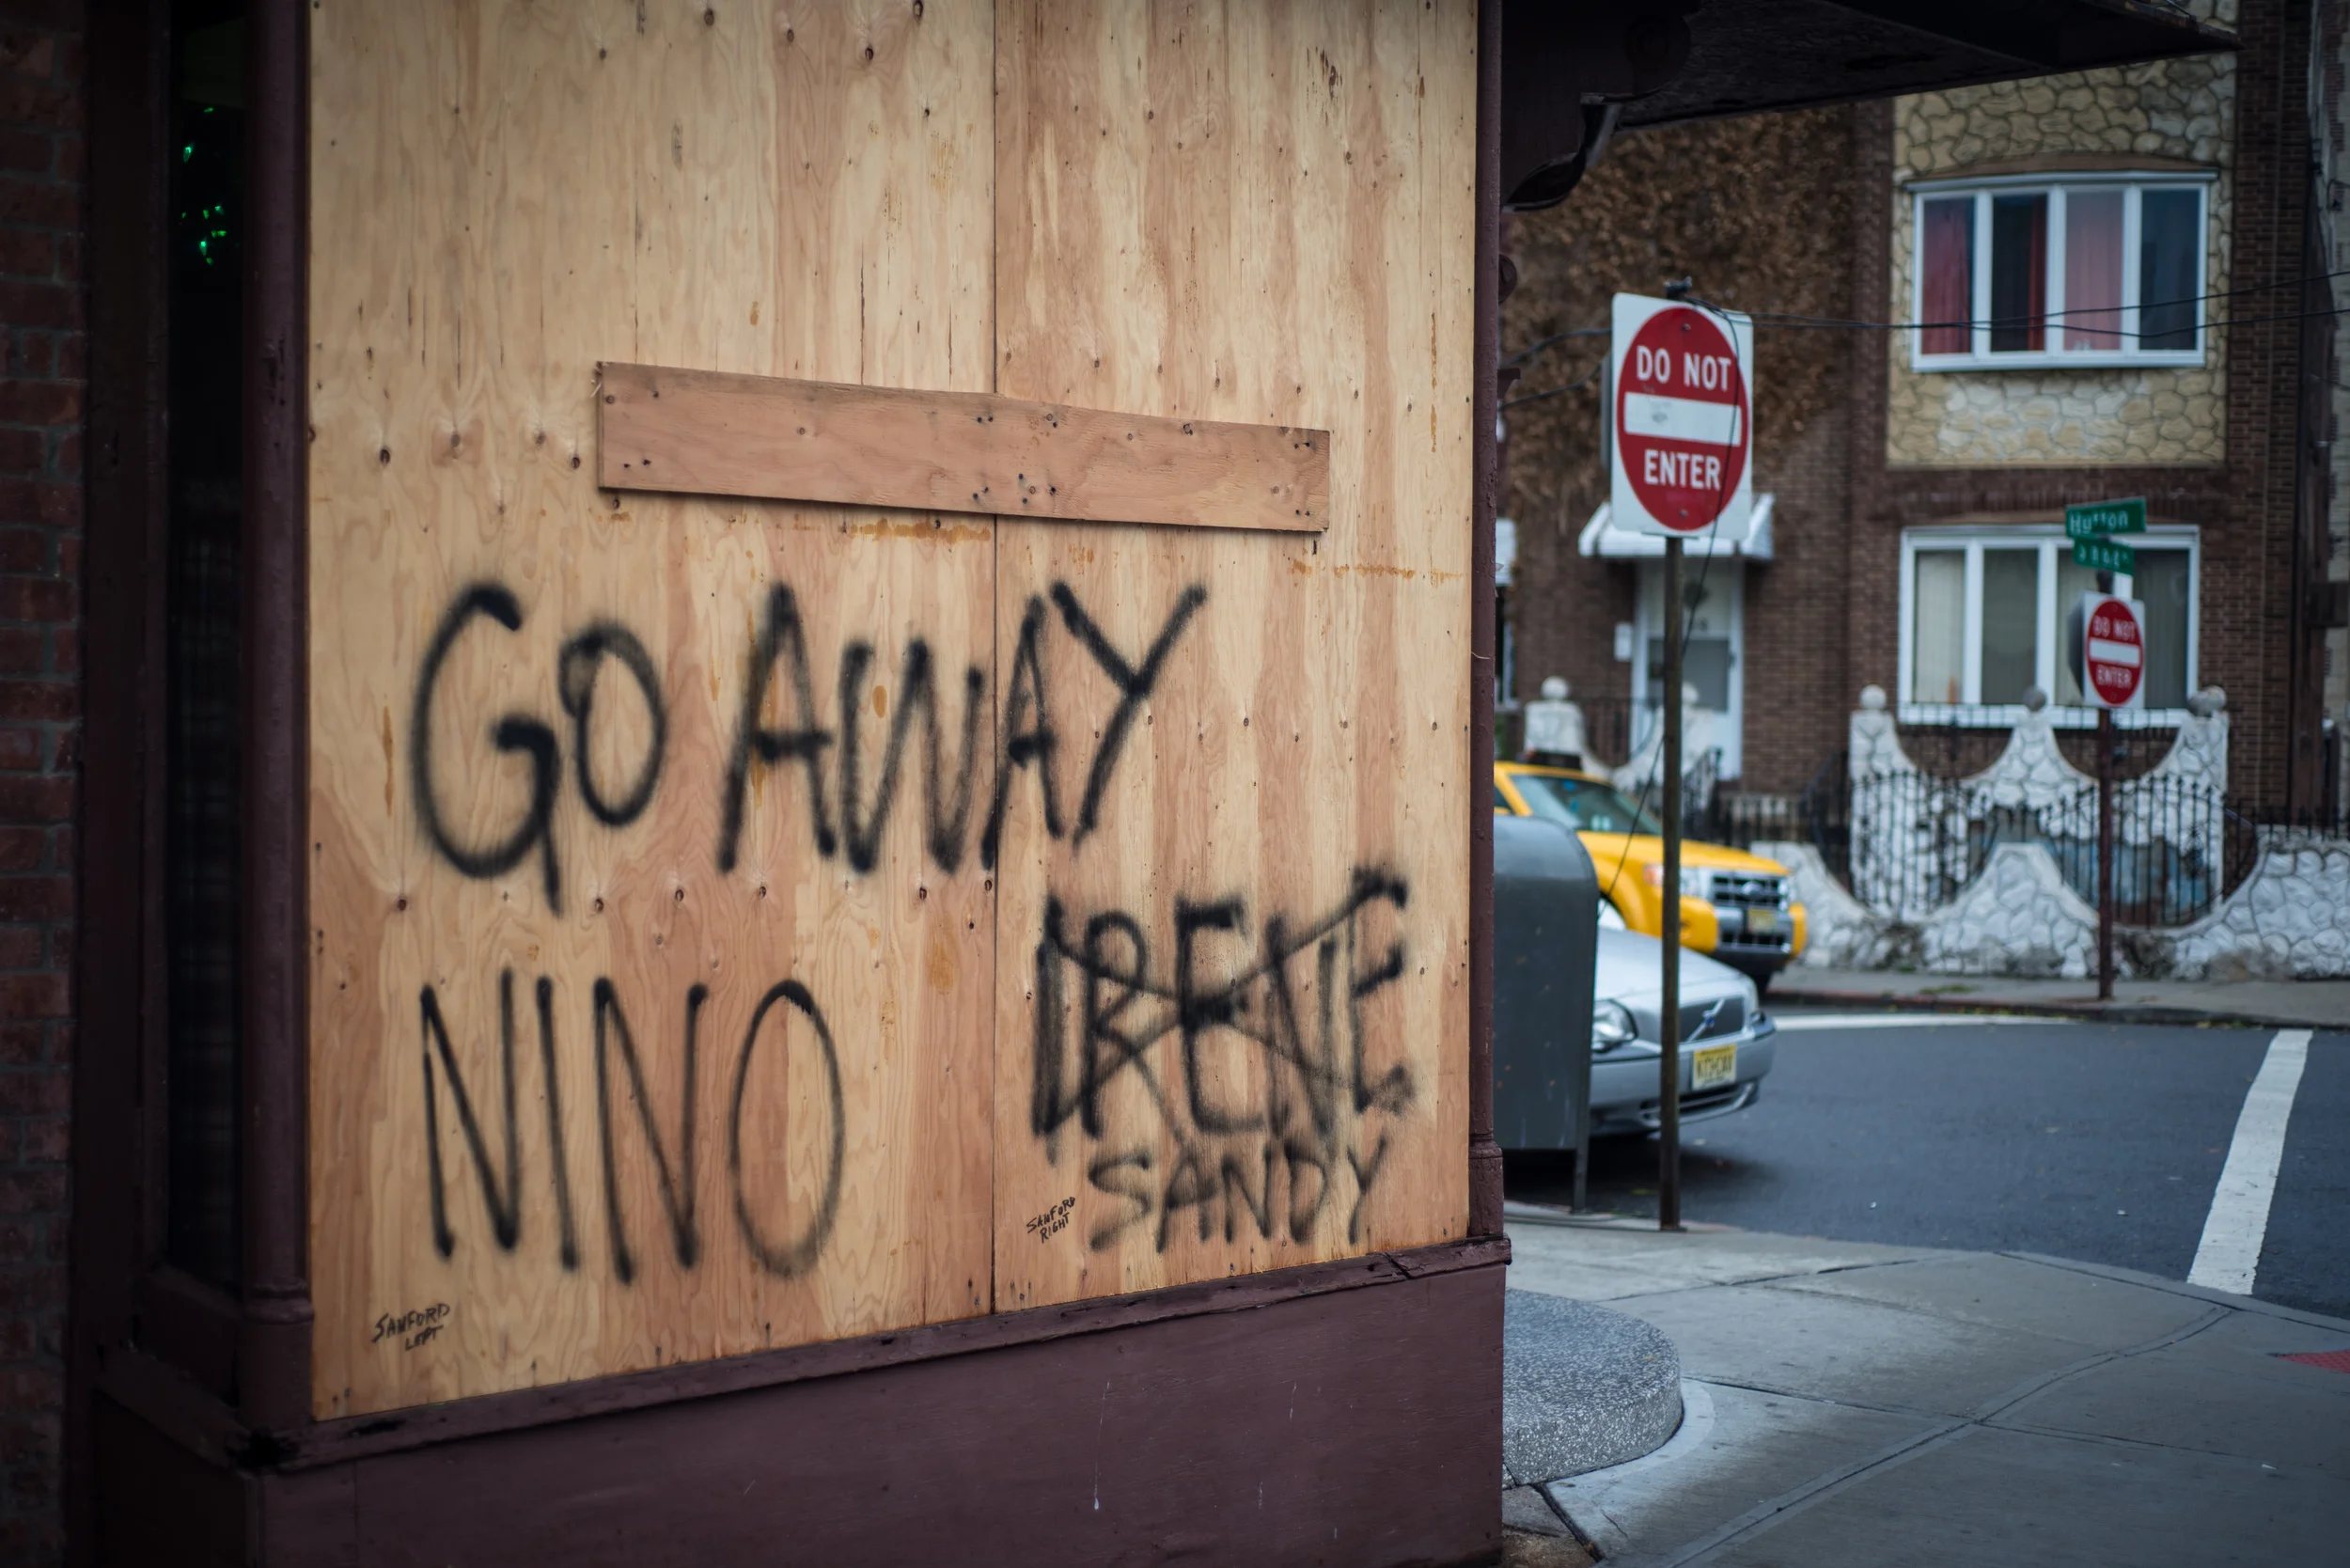 GO AWAY
NINO
IRENE
SANDY
SANFORD
RIGHT
SANFORD
LEFT
DO NOT
ENTER
Hutton
DO NOT
ENTER